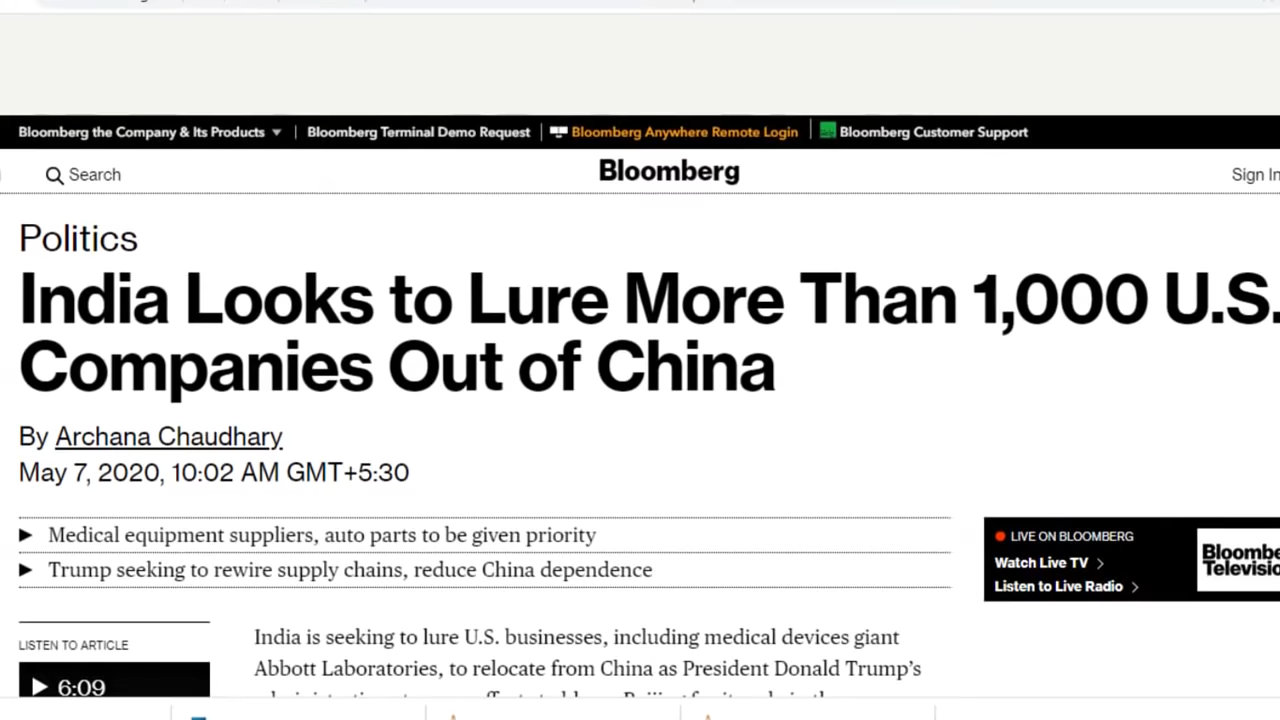 Bloomberg the Company & Its Products
Bloomberg Terminal Demo Request
Bloomberg Anywhere Remote Login
Bloomberg Customer Support
Search
Bloomberg
Sign In
Politics
India Looks to Lure More Than 1,000 U.S.
Companies Out of China
By Archana Chaudhary
May 7, 2020, 10:02 AM GMT+5:30
Medical equipment suppliers, auto parts to be given priority
Trump seeking to rewire supply chains, reduce China dependence
LIVE ON BLOOMBERG
Watch Live TV
Listen to Live Radio
Bloombe
Televisio
LISTEN TO ARTICLE
6:09
India is seeking to lure U.S. businesses, including medical devices giant
Abbott Laboratories, to relocate from China as President Donald Trump’s